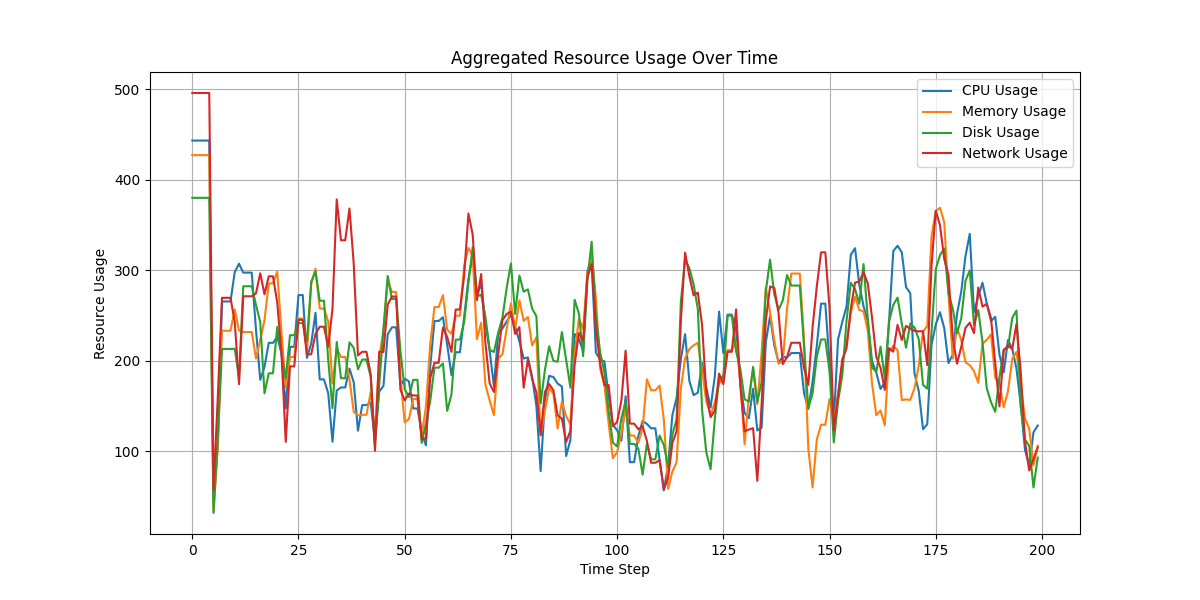 Aggregated Resource Usage Over Time
500
400
300
200
100
Resource Usage
CPU Usage
Memory Usage
Disk Usage
Network Usage
0 25 50 75 100 125 150 175 200
Time Step